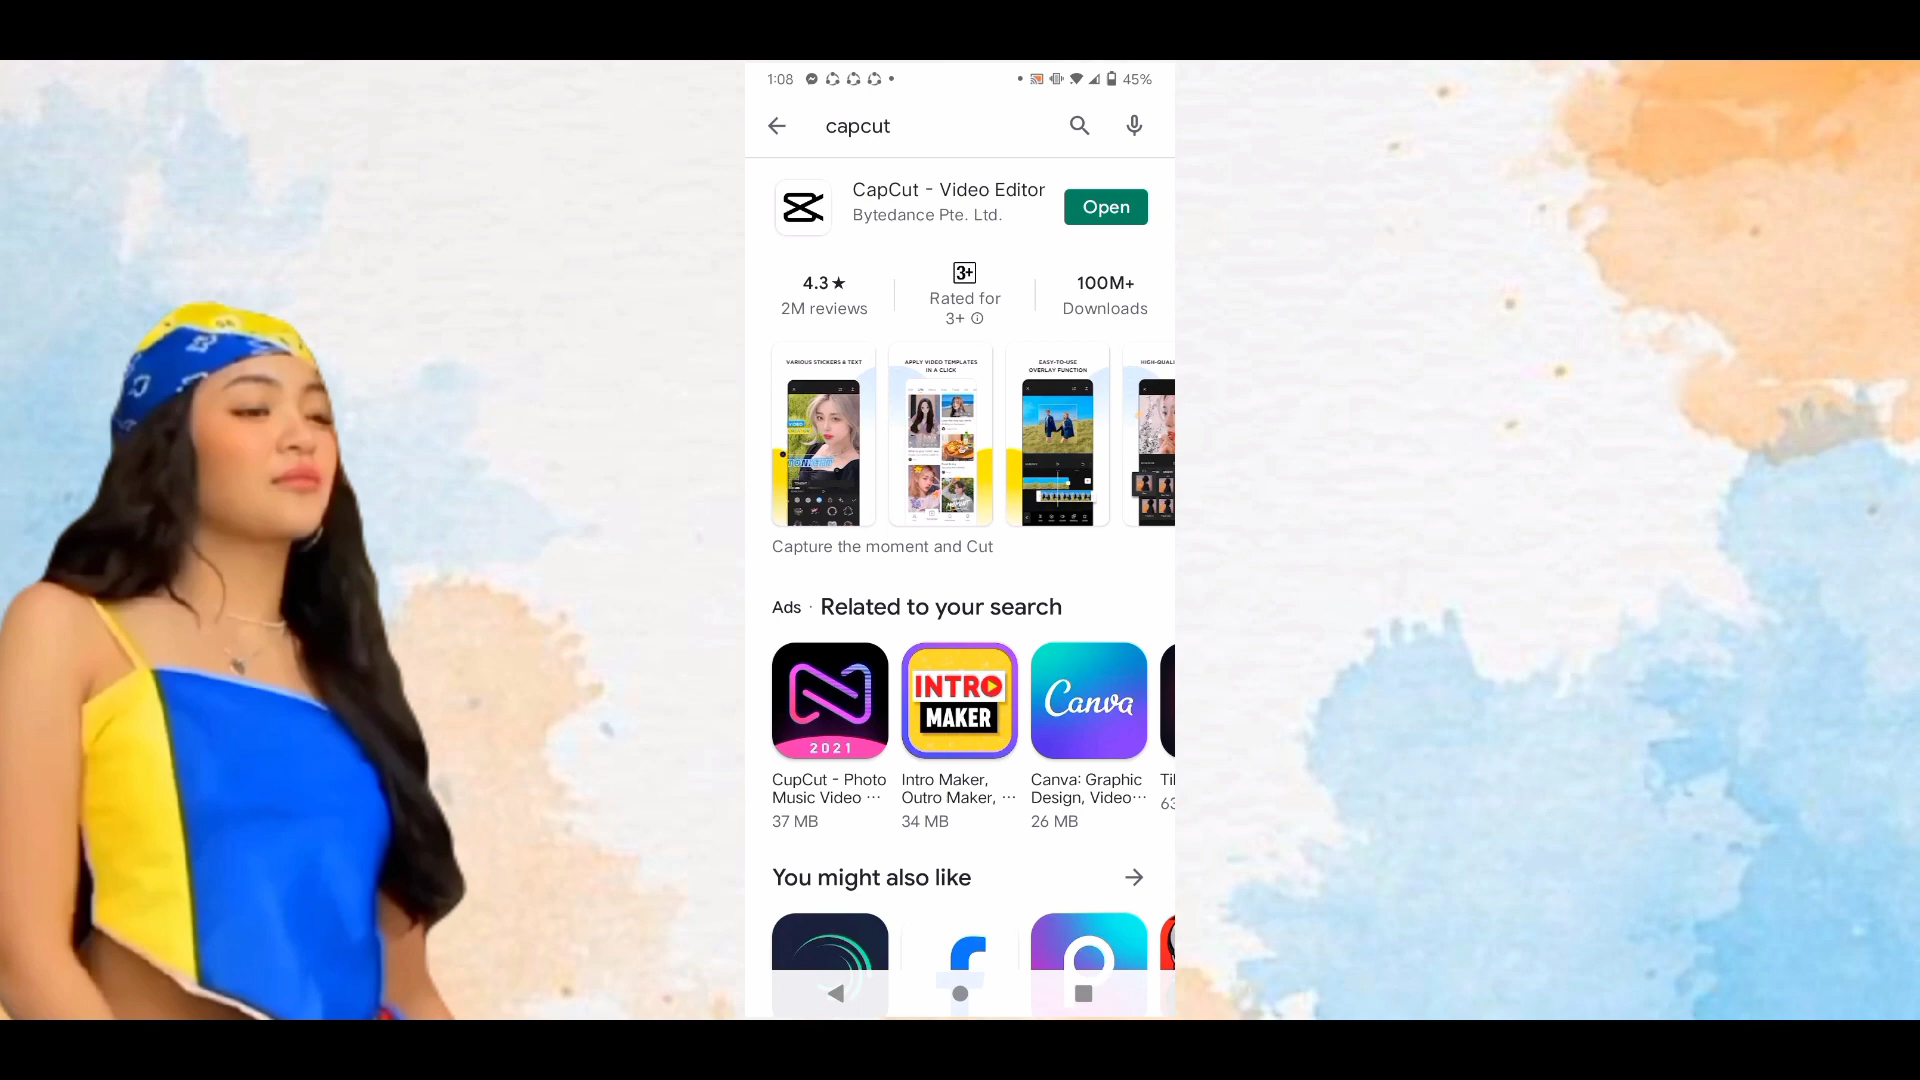 1:08
45%
capcut
CapCut - Video Editor
Bytedance Pte. Ltd.
Open
4.3★
2M reviews
3+
Rated for
3+
100M+
Downloads
VARIOUS STICKERS & TEXT
APPLY VIDEO TEMPLATES
IN A CLICK
EASY-TO-USE
OVERLAY FUNCTION
Capture the moment and Cut
Ads · Related to your search
2021
INTRO
MAKER
Canva
CupCut - Photo
Music Video ···
37 MB
Intro Maker,
Outro Maker, ···
34 MB
Canva: Graphic
Design, Video···
26 MB
You might also like